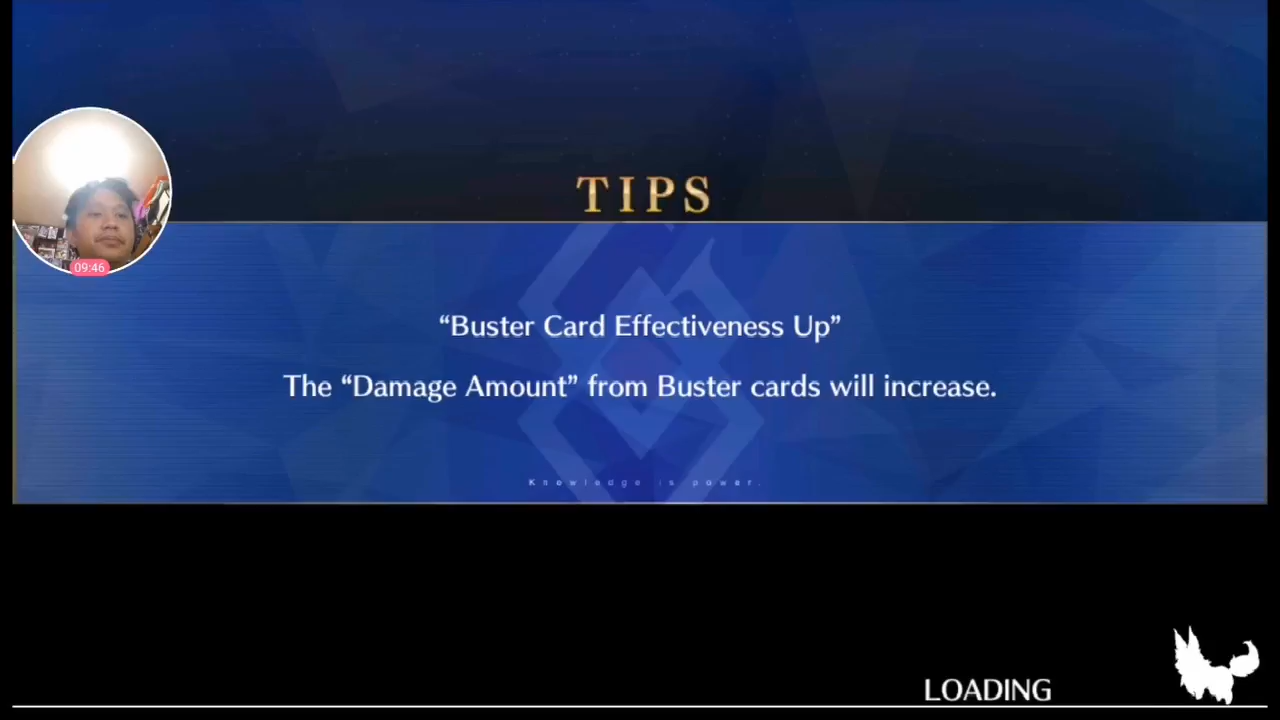 TIPS
09:46
“Buster Card Effectiveness Up”
The “Damage Amount” from Buster cards will increase.
Knowledge is power.
LOADING